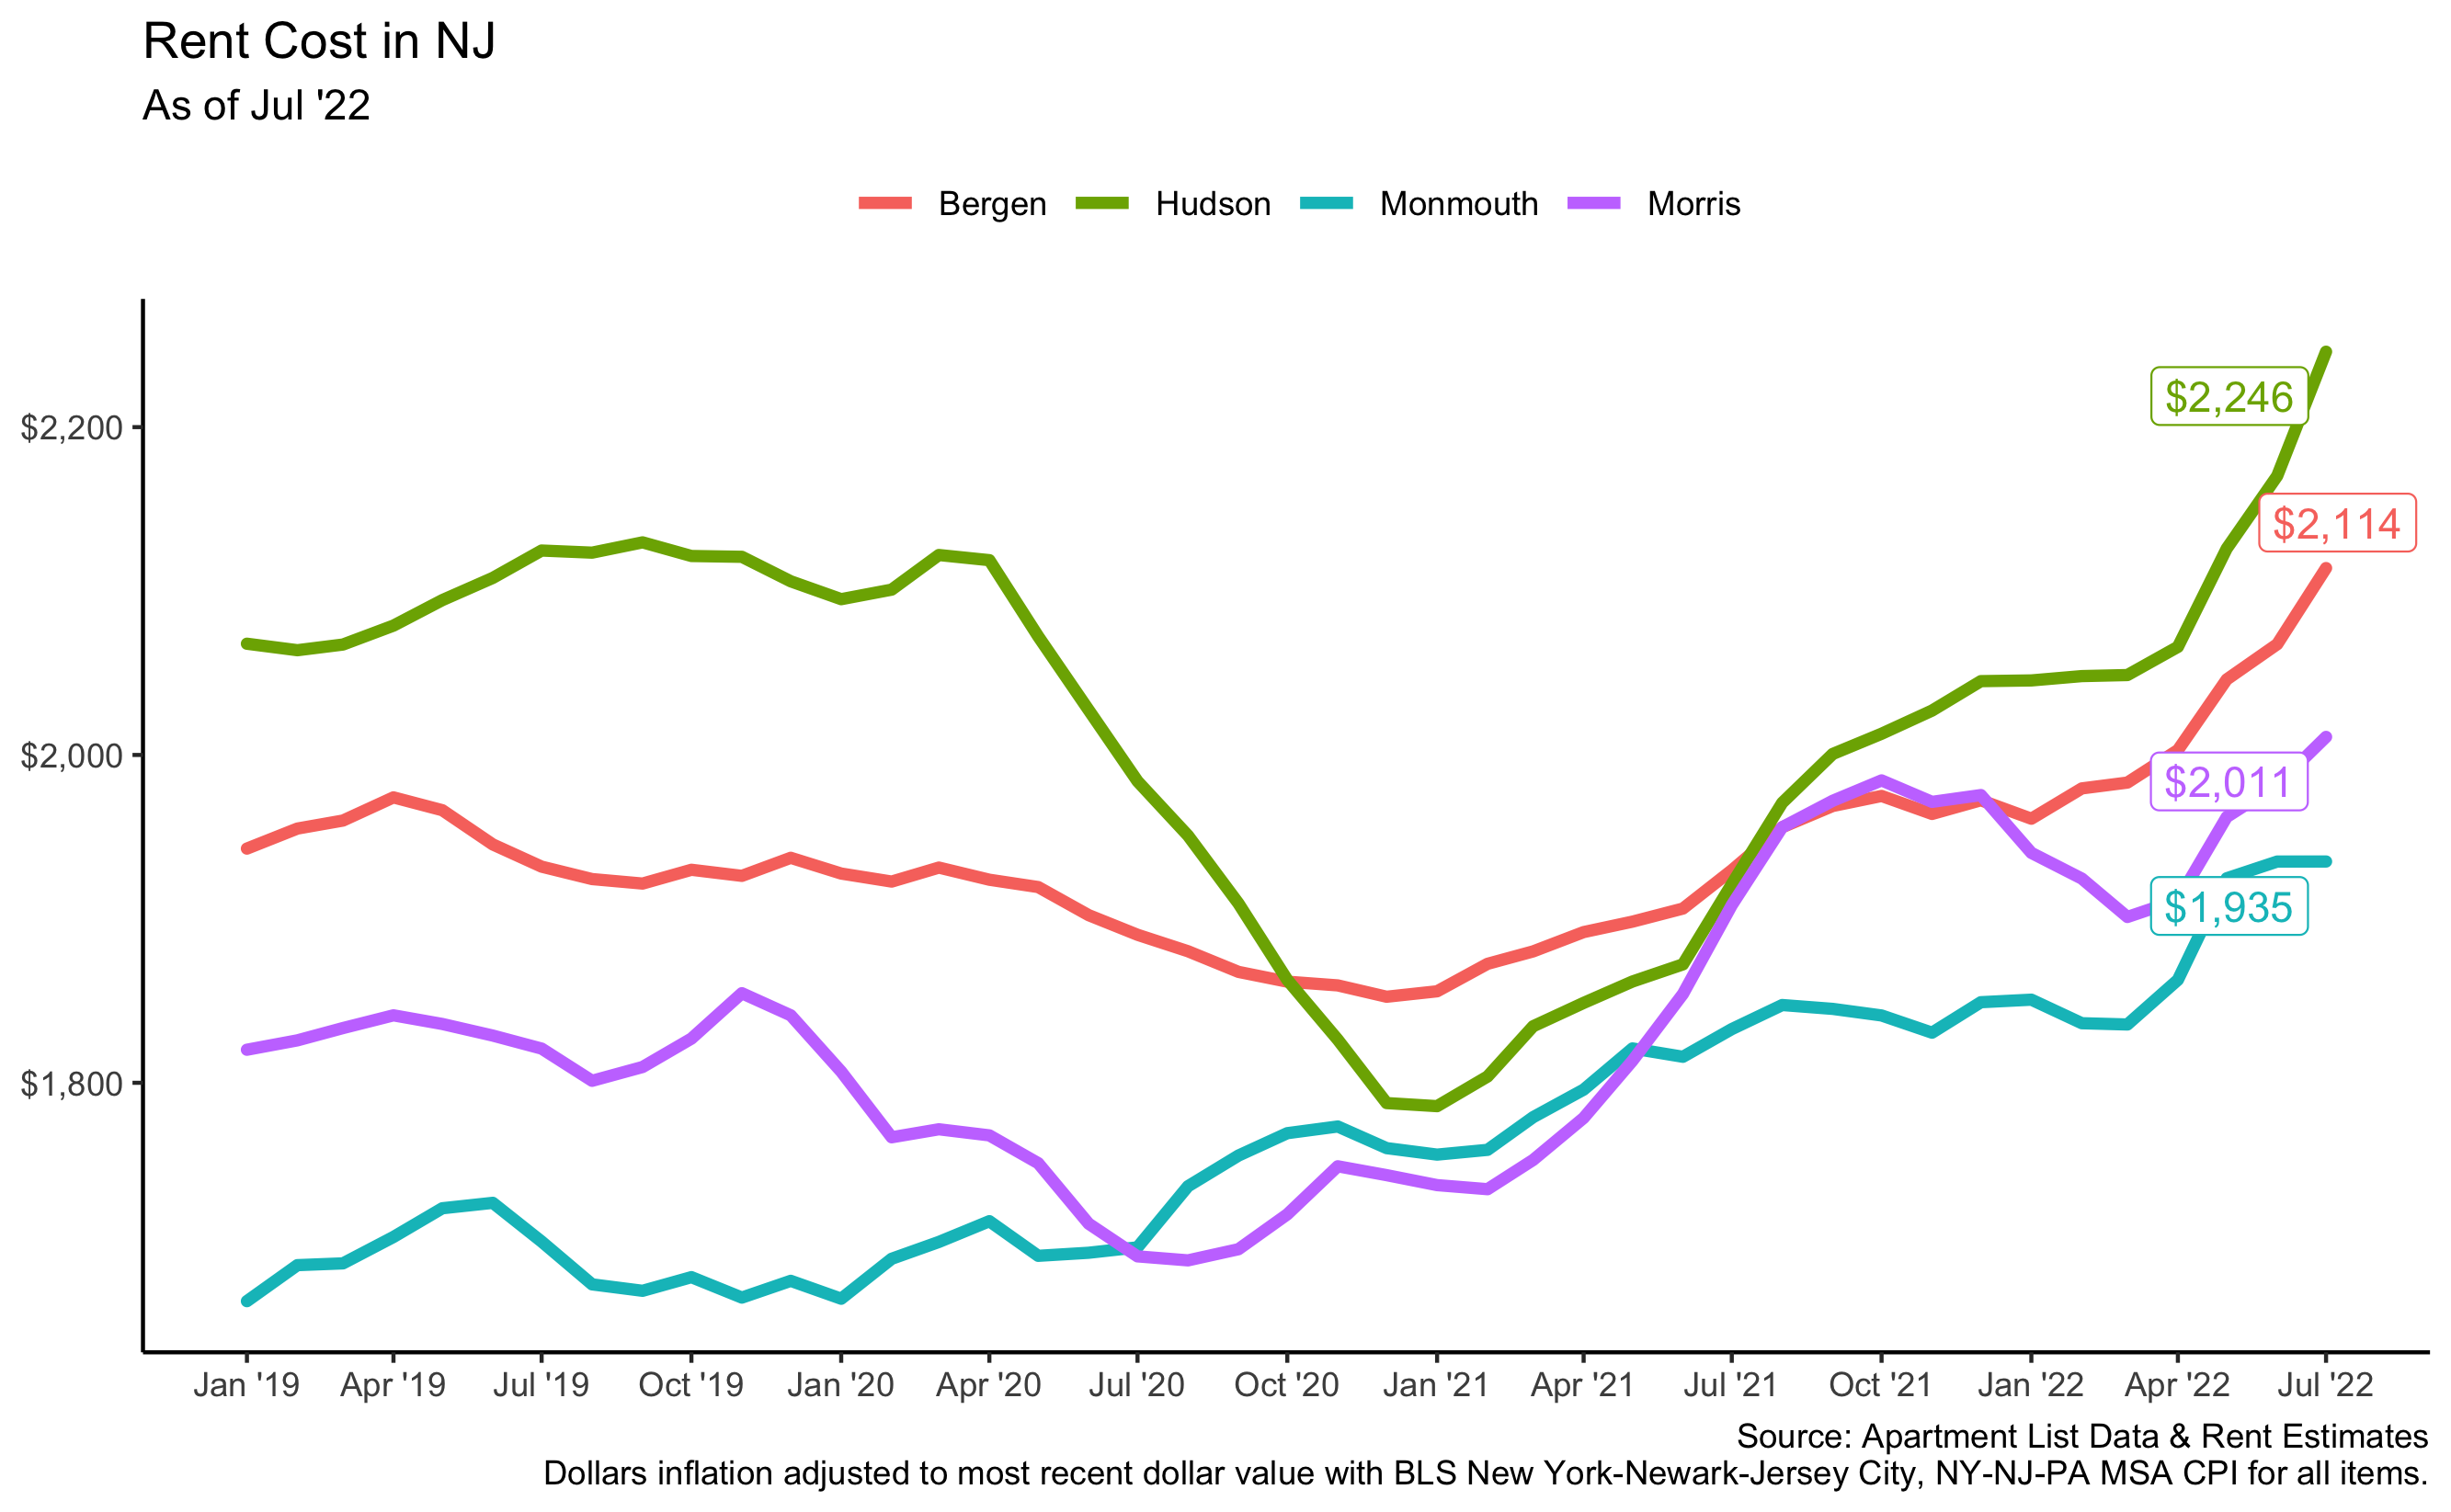 Rent Cost in NJ
As of Jul '22
Bergen Hudson Monmouth Morris
$2,246
$2,200
$2,114
$2,000
$2,011
$1,935
$1,800
Jan '19 Apr '19 Jul '19 Oct '19 Jan '20 Apr '20 Jul '20 Oct '20 Jan '21 Apr '21 Jul '21 Oct '21 Jan '22 Apr '22 Jul '22
Source: Apartment List Data & Rent Estimates
Dollars inflation adjusted to most recent dollar value with BLS New York-Newark-Jersey City, NY-NJ-PA MSA CPI for all items.